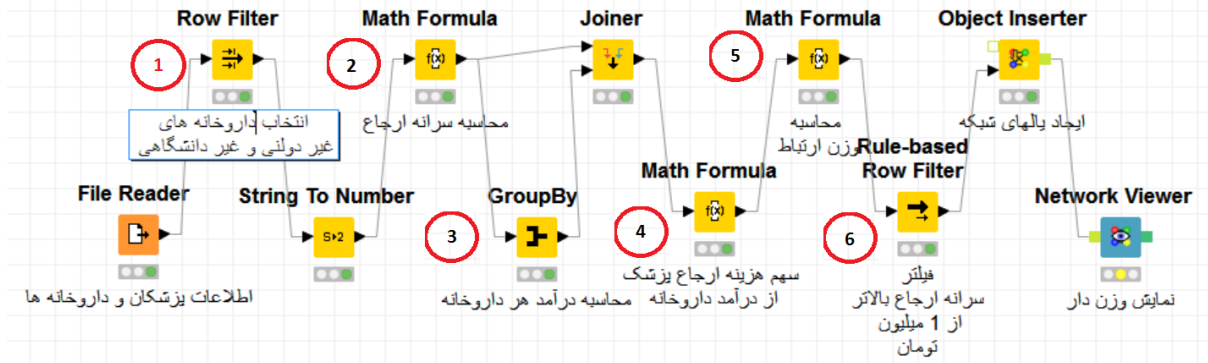 Row Filter
Math Formula
Joiner
Math Formula
Object Inserter
1
2
5
f(x)
f(x)
انتخاب داروخانه های
غیر دولتی و غیر دانشگاهی
محاسبه سرانه ارجاع
محاسبه
وزن ارتباط
ایجاد یالهای شبکه
File Reader
String To Number
GroupBy
Math Formula
Rule-based
Row Filter
Network Viewer
S▸2
3
4
f(x)
6
اطلاعات پزشکان و داروخانه ها
محاسبه درآمد هر داروخانه
سهم هزینه ارجاع پزشک
از درآمد داروخانه
فیلتر
سرانه ارجاع بالاتر
از 1 میلیون
تومان
نمایش وزن دار